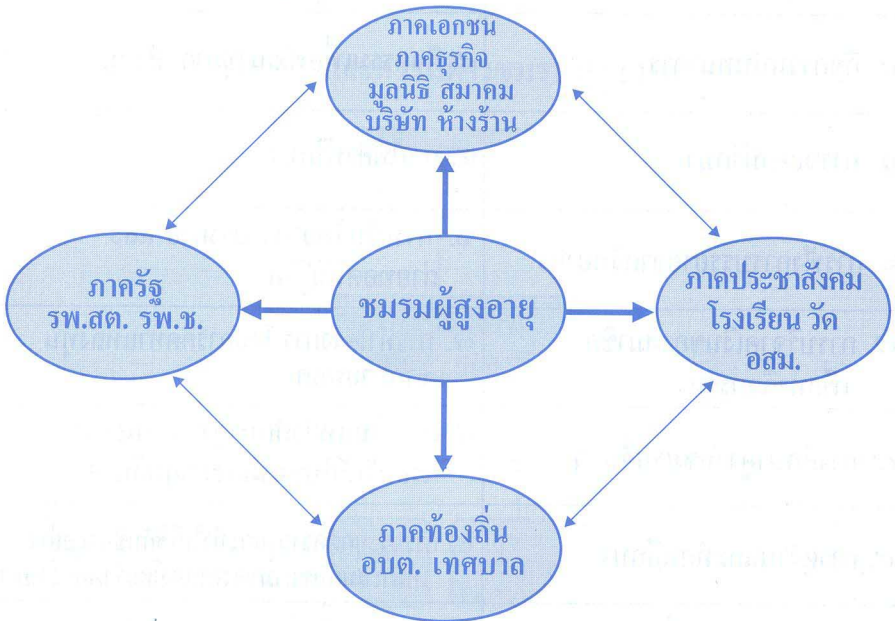 ภาคเอกชน
ภาคธุรกิจ
มูลนิธิ สมาคม
บริษัท ห้างร้าน
ภาครัฐ
รพ.สต. รพ.ช.
ชมรมผู้สูงอายุ
ภาคประชาสังคม
โรงเรียน วัด
อสม.
ภาคท้องถิ่น
อบต. เทศบาล